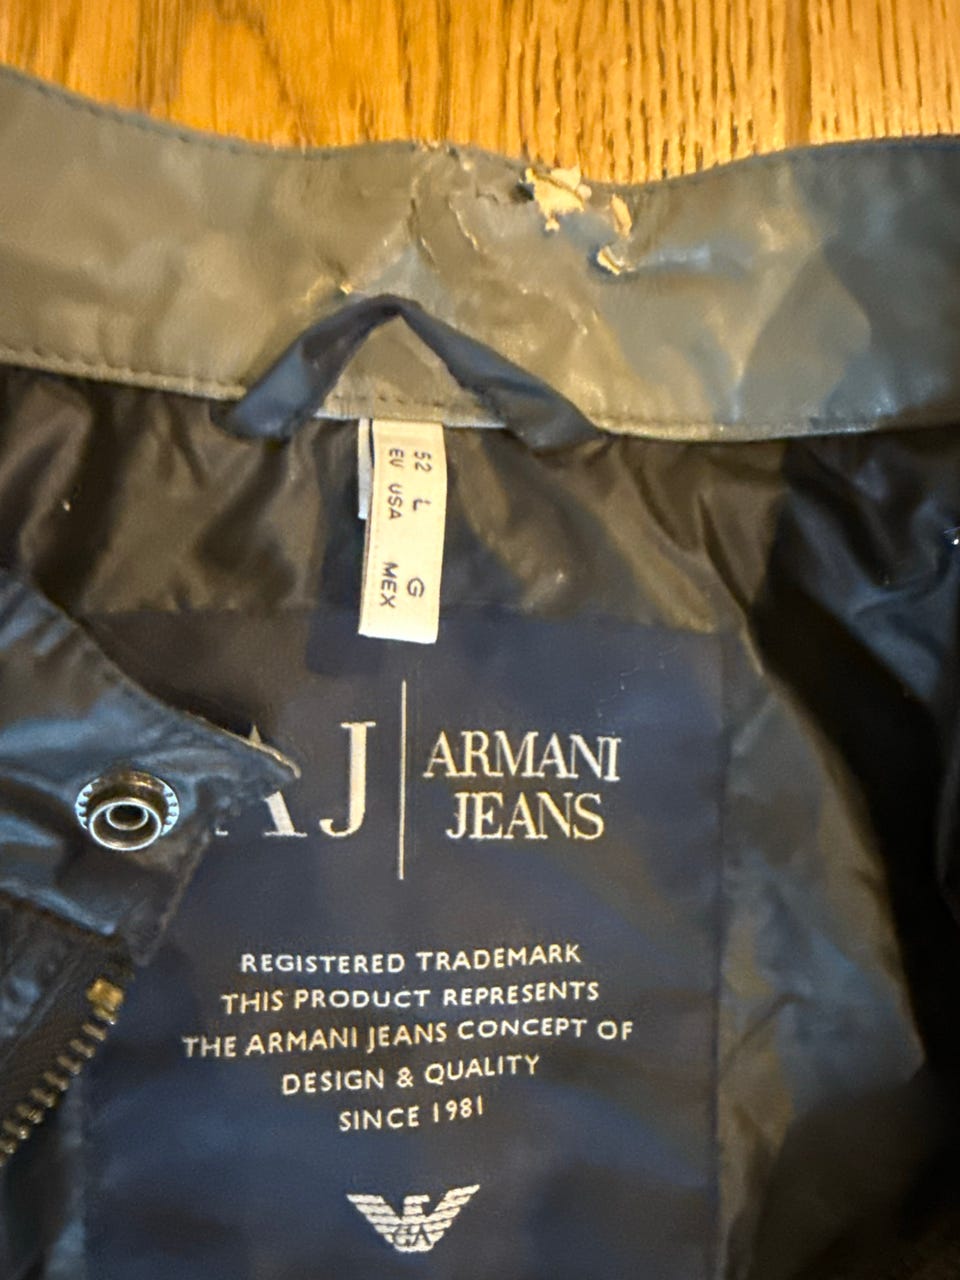 52 L G
EU USA MEX
AJ
ARMANI
JEANS
REGISTERED TRADEMARK
THIS PRODUCT REPRESENTS
THE ARMANI JEANS CONCEPT OF
DESIGN & QUALITY
SINCE 1981
GA